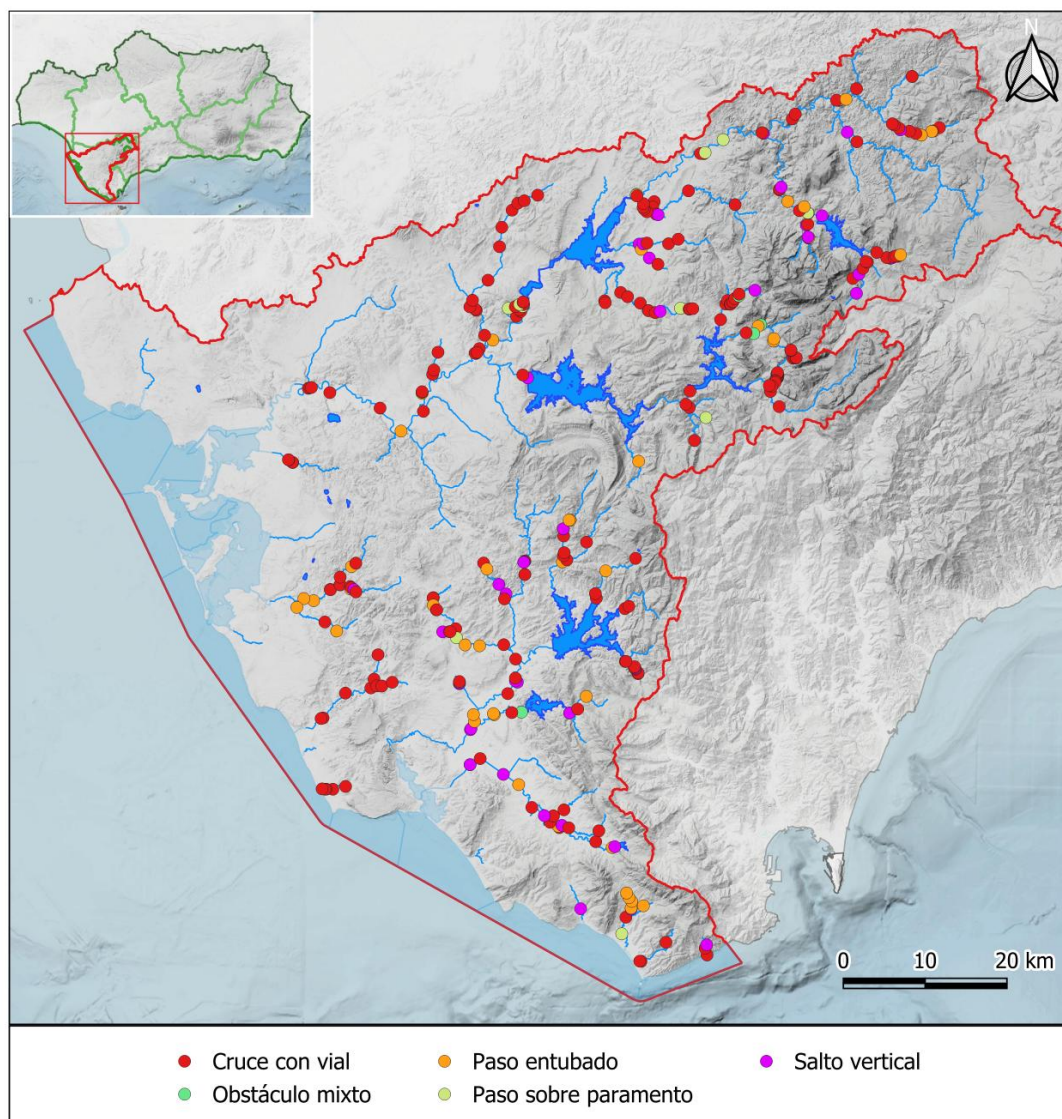 N
0 10 20 km
Cruce con vial
Paso entubado
Salto vertical
Obstáculo mixto
Paso sobre paramento